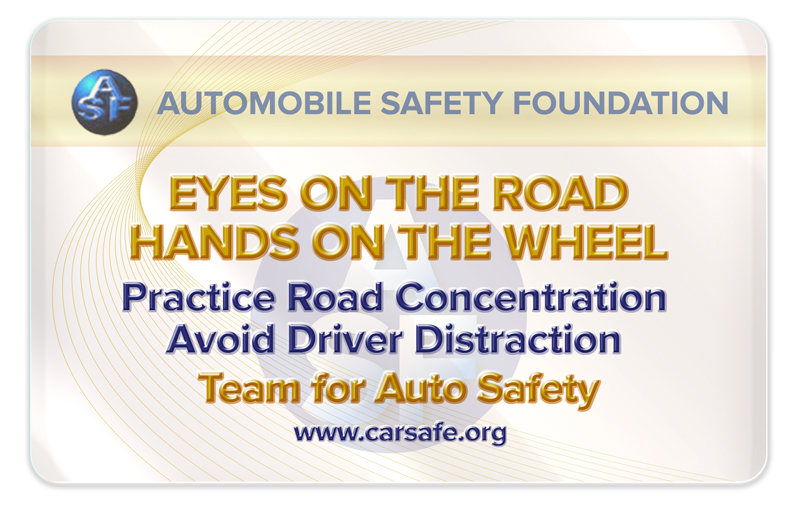 ASF AUTOMOBILE SAFETY FOUNDATION
EYES ON THE ROAD
HANDS ON THE WHEEL
Practice Road Concentration
Avoid Driver Distraction
Team for Auto Safety
www.carsafe.org